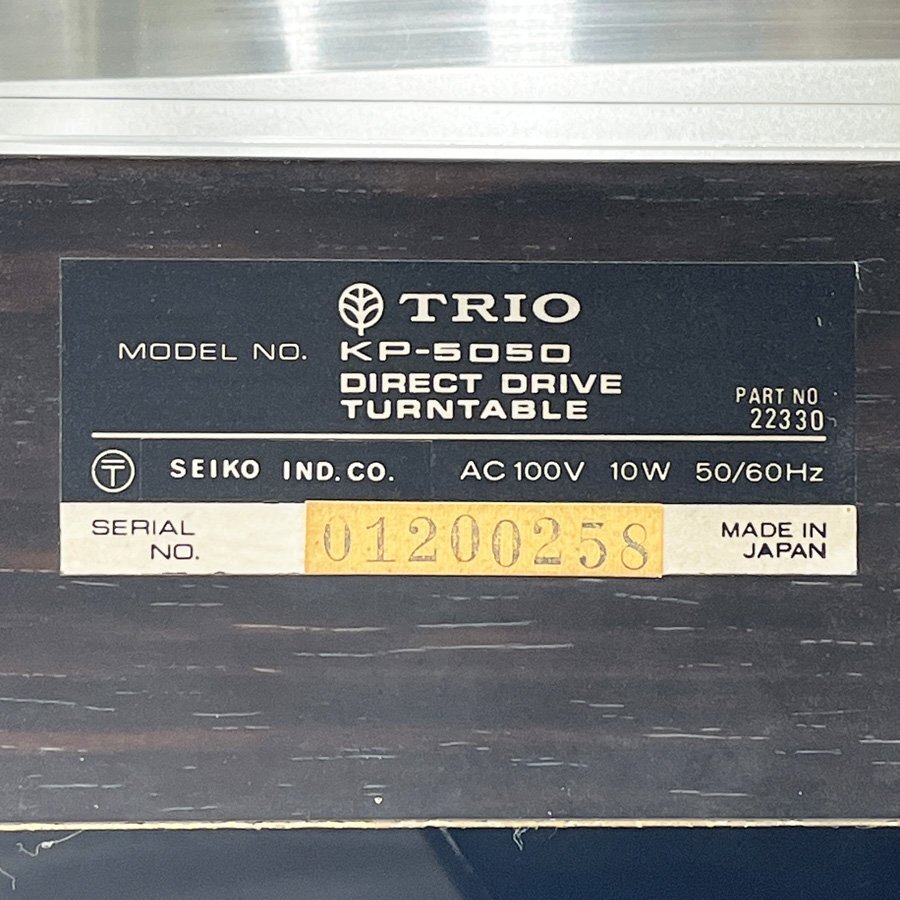 TRIO
MODEL NO. KP-5050
DIRECT DRIVE
TURNTABLE
PART NO
22330
〒 SEIKO IND. CO. AC 100V 10W 50/60Hz
SERIAL NO. 01200258
MADE IN
JAPAN